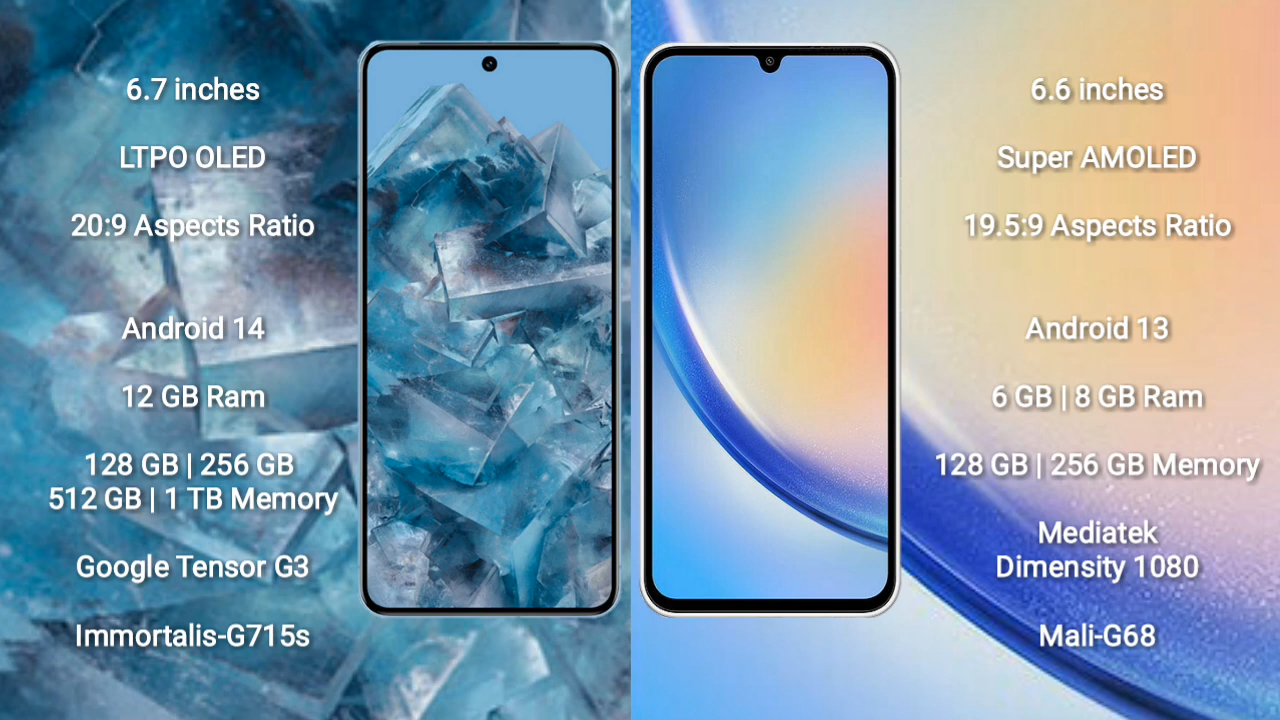 6.7 inches
LTPO OLED
20:9 Aspects Ratio
Android 14
12 GB Ram
128 GB | 256 GB
512 GB | 1 TB Memory
Google Tensor G3
Immortalis-G715s
6.6 inches
Super AMOLED
19.5:9 Aspects Ratio
Android 13
6 GB | 8 GB Ram
128 GB | 256 GB Memory
Mediatek
Dimensity 1080
Mali-G68